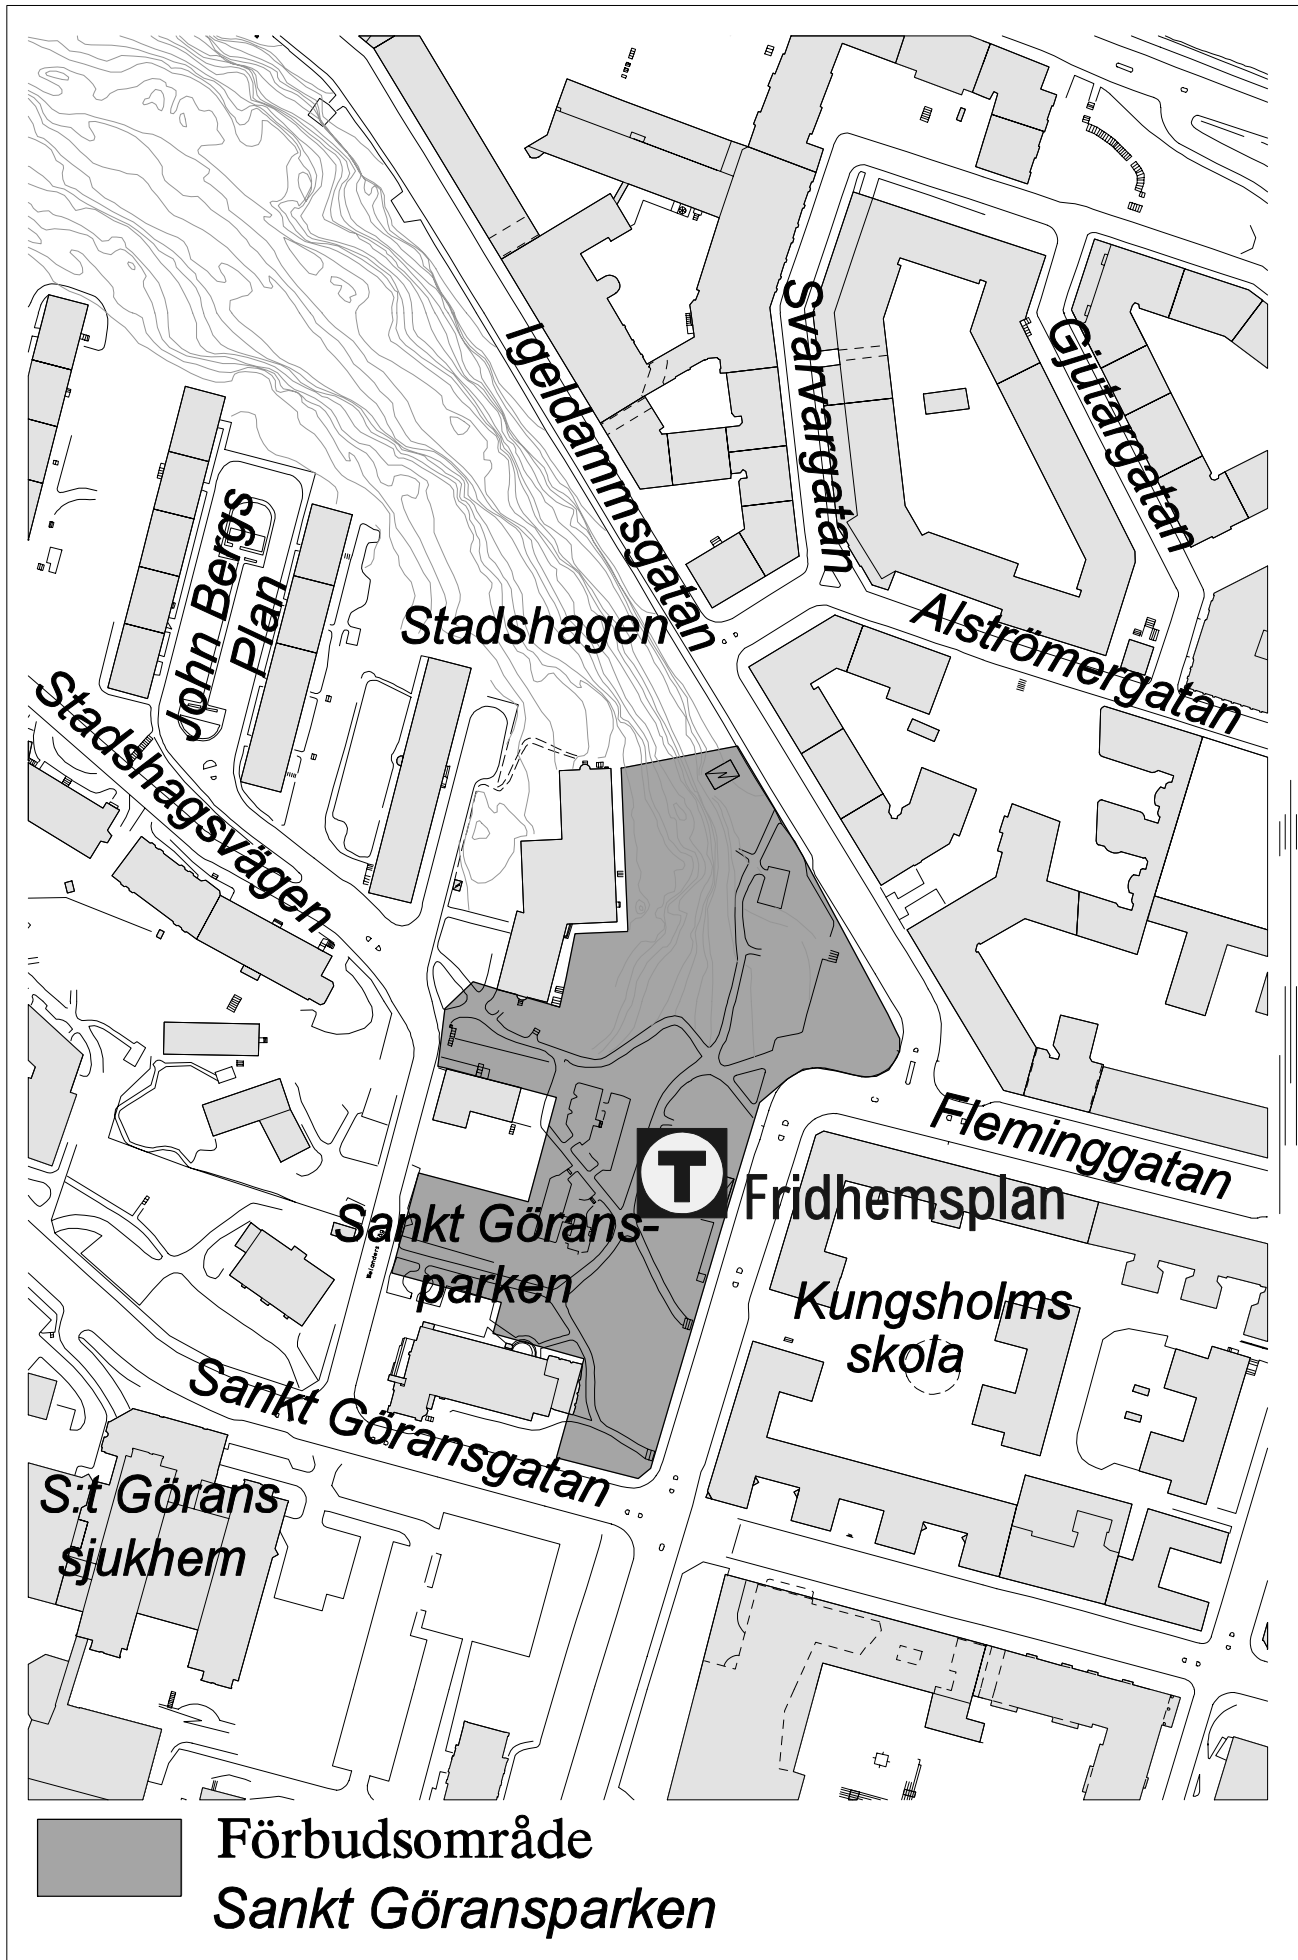 Igeldammsgatan
Svarvargatan
Gjutargatan
John Bergs
Plan
Stadshagen
Alströmergatan
Stadshagsvägen
Fleminggatan
T Fridhemsplan
Sankt Görans-
parken
Kungsholms
skola
Sankt Göransgatan
S:t Görans
sjukhem
Förbudsområde
Sankt Göransparken